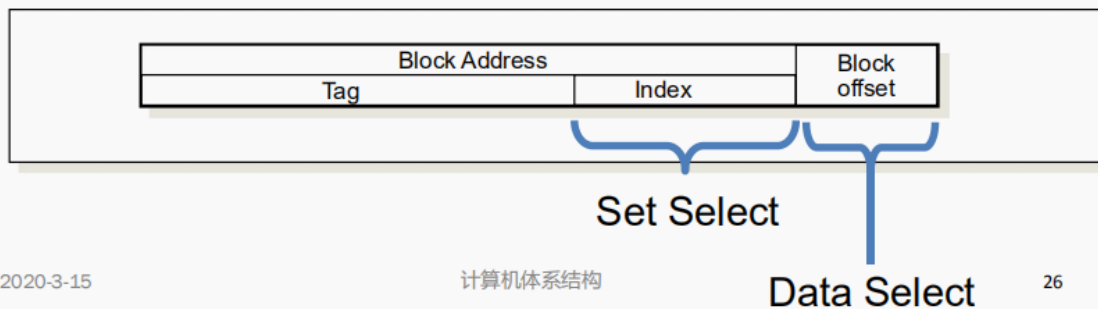 Block Address
Block
offset
Tag
Index
Set Select
Data Select
2020-3-15
计算机体系结构
26